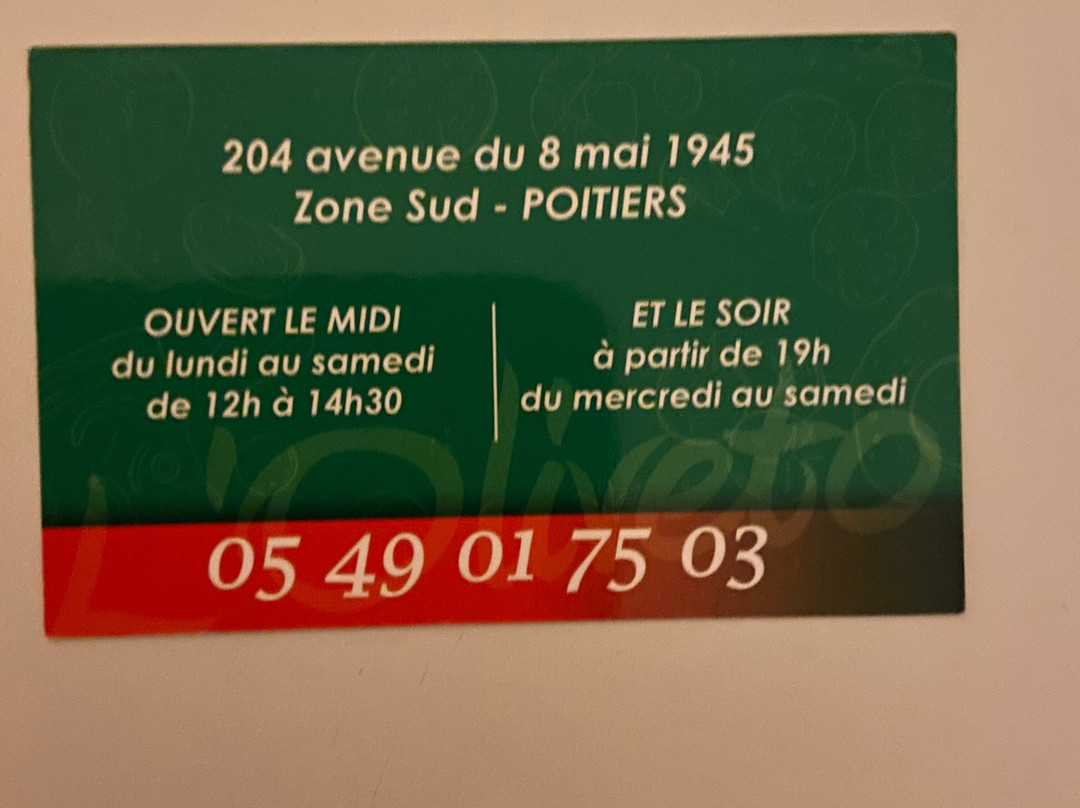 204 avenue du 8 mai 1945
Zone Sud - POITIERS
OUVERT LE MIDI
du lundi au samedi
de 12h à 14h30
ET LE SOIR
à partir de 19h
du mercredi au samedi
L'Oliveto
05 49 01 75 03